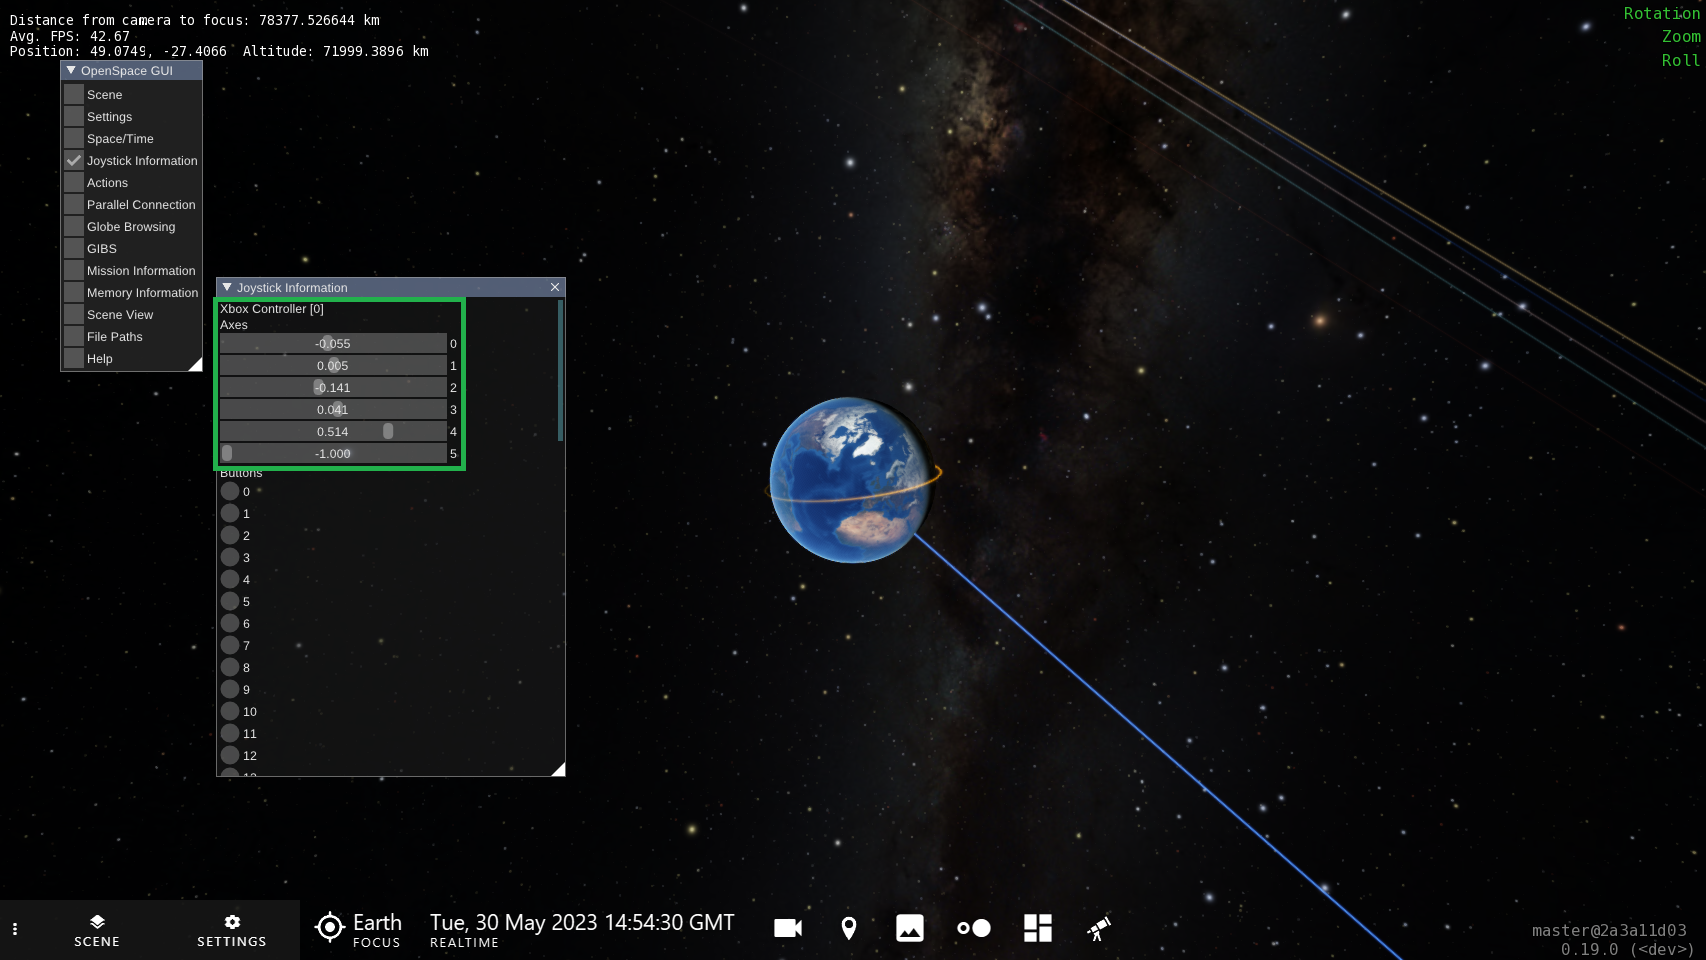 Distance from camera to focus: 78377.526644 km
Avg. FPS: 42.67
Position: 49.0749, -27.4066  Altitude: 71999.3896 km
Rotation
Zoom
Roll
OpenSpace GUI
Scene
Settings
Space/Time
Joystick Information
Actions
Parallel Connection
Globe Browsing
GIBS
Mission Information
Memory Information
Scene View
File Paths
Help
Joystick Information
Xbox Controller [0]
Axes
-0.055 0
0.005 1
-0.141 2
0.041 3
0.514 4
-1.000 5
Buttons
0
1
2
3
4
5
6
7
8
9
10
11
12
SCENE
SETTINGS
Earth
FOCUS
Tue, 30 May 2023 14:54:30 GMT
REALTIME
master@2a3a11d03
0.19.0 (<dev>)